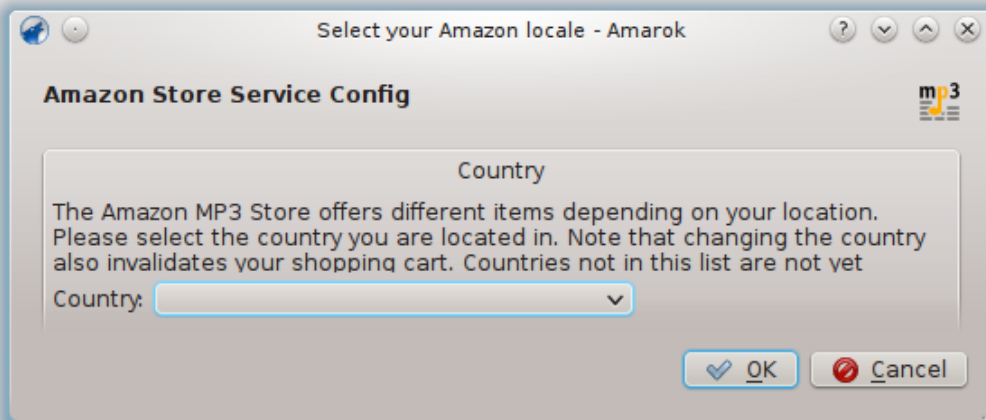 Select your Amazon locale - Amarok
Amazon Store Service Config
mp3
Country
The Amazon MP3 Store offers different items depending on your location.
Please select the country you are located in. Note that changing the country
also invalidates your shopping cart. Countries not in this list are not yet
Country:
OK
Cancel